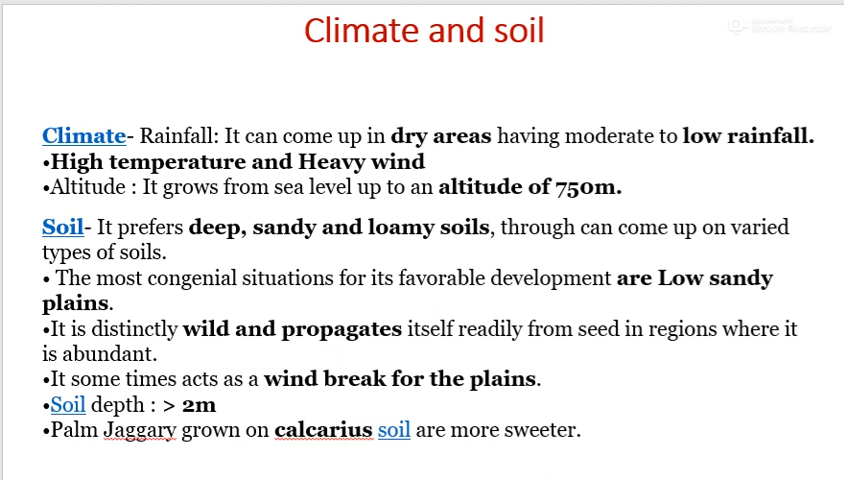 Climate and soil
Climate- Rainfall: It can come up in dry areas having moderate to low rainfall.
•High temperature and Heavy wind
•Altitude : It grows from sea level up to an altitude of 750m.
Soil- It prefers deep, sandy and loamy soils, through can come up on varied
types of soils.
• The most congenial situations for its favorable development are Low sandy
plains.
•It is distinctly wild and propagates itself readily from seed in regions where it
is abundant.
•It some times acts as a wind break for the plains.
•Soil depth : > 2m
•Palm Jaggary grown on calcarius soil are more sweeter.